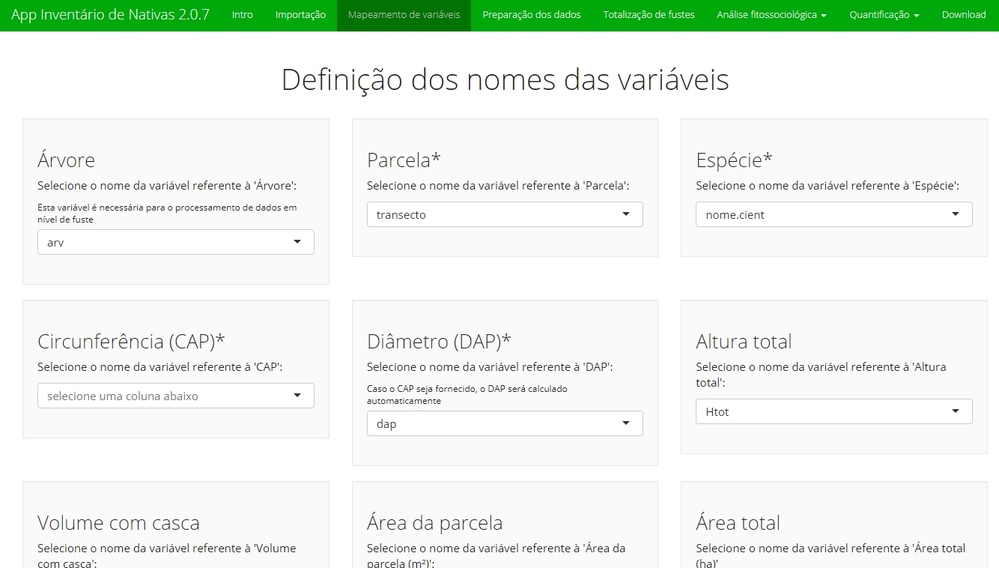 App Inventário de Nativas 2.0.7 Intro Importação Mapeamento de variáveis Preparação dos dados Totalização de fustes Análise fitossociológica Quantificação Download
Definição dos nomes das variáveis
Árvore
Selecione o nome da variável referente à 'Árvore':
Esta variável é necessária para o processamento de dados em
nível de fuste
arv
Parcela*
Selecione o nome da variável referente à 'Parcela':
transecto
Espécie*
Selecione o nome da variável referente à 'Espécie':
nome.cient
Circunferência (CAP)*
Selecione o nome da variável referente à 'CAP':
selecione uma coluna abaixo
Diâmetro (DAP)*
Selecione o nome da variável referente à 'DAP':
Caso o CAP seja fornecido, o DAP será calculado
automaticamente
dap
Altura total
Selecione o nome da variável referente à 'Altura
total':
Htot
Volume com casca
Selecione o nome da variável referente à 'Volume
com casca':
Área da parcela
Selecione o nome da variável referente à 'Área da
parcela (m²)':
Área total
Selecione o nome da variável referente à 'Área total
(ha)'